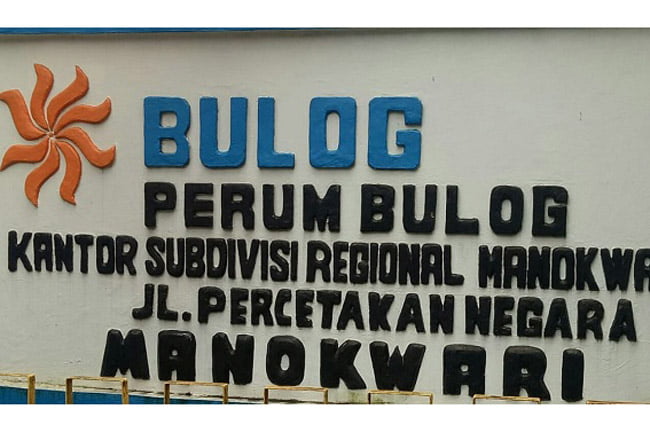 BULOG
PERUM BULOG
KANTOR SUBDIVISI REGIONAL MANOKWA
JL. PERCETAKAN NEGARA
MANOKWARI